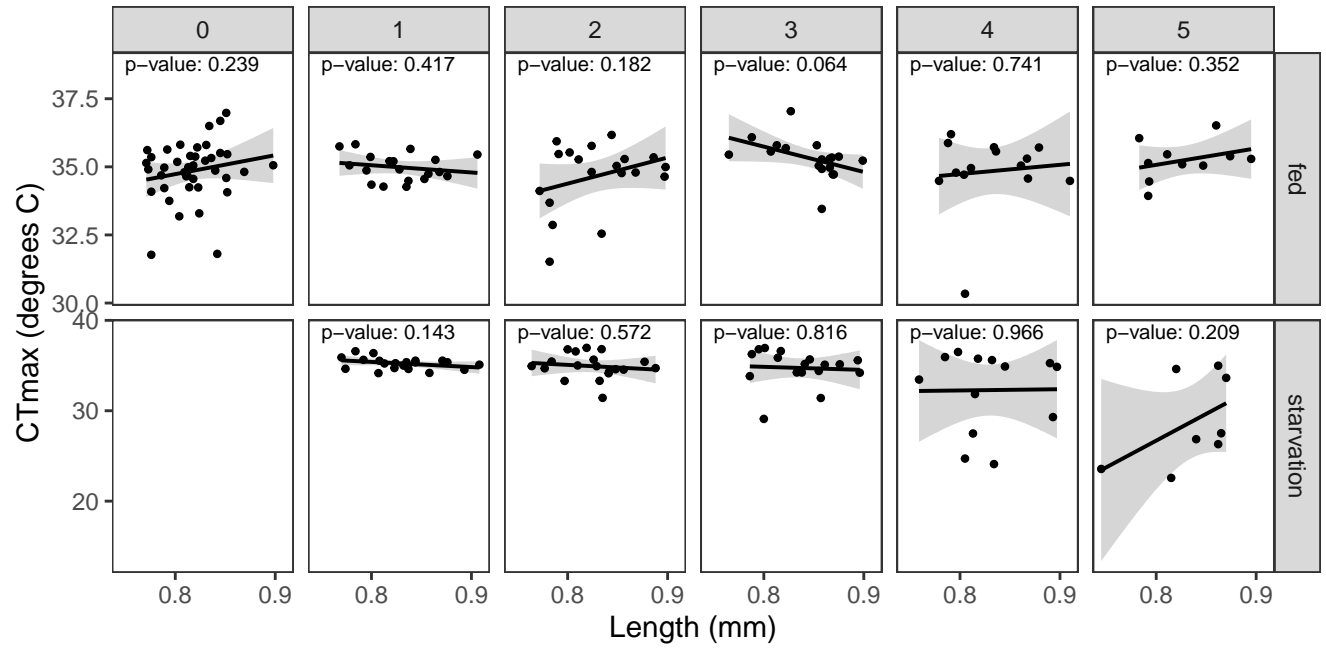 0 1 2 3 4 5
p−value: 0.239 p−value: 0.417 p−value: 0.182 p−value: 0.064 p−value: 0.741 p−value: 0.352
37.5
35.0
32.5
30.0
fed
CTmax (degrees C)
p−value: 0.143 p−value: 0.572 p−value: 0.816 p−value: 0.966 p−value: 0.209
40
30
20
starvation
0.8 0.9 0.8 0.9 0.8 0.9 0.8 0.9 0.8 0.9 0.8 0.9
Length (mm)